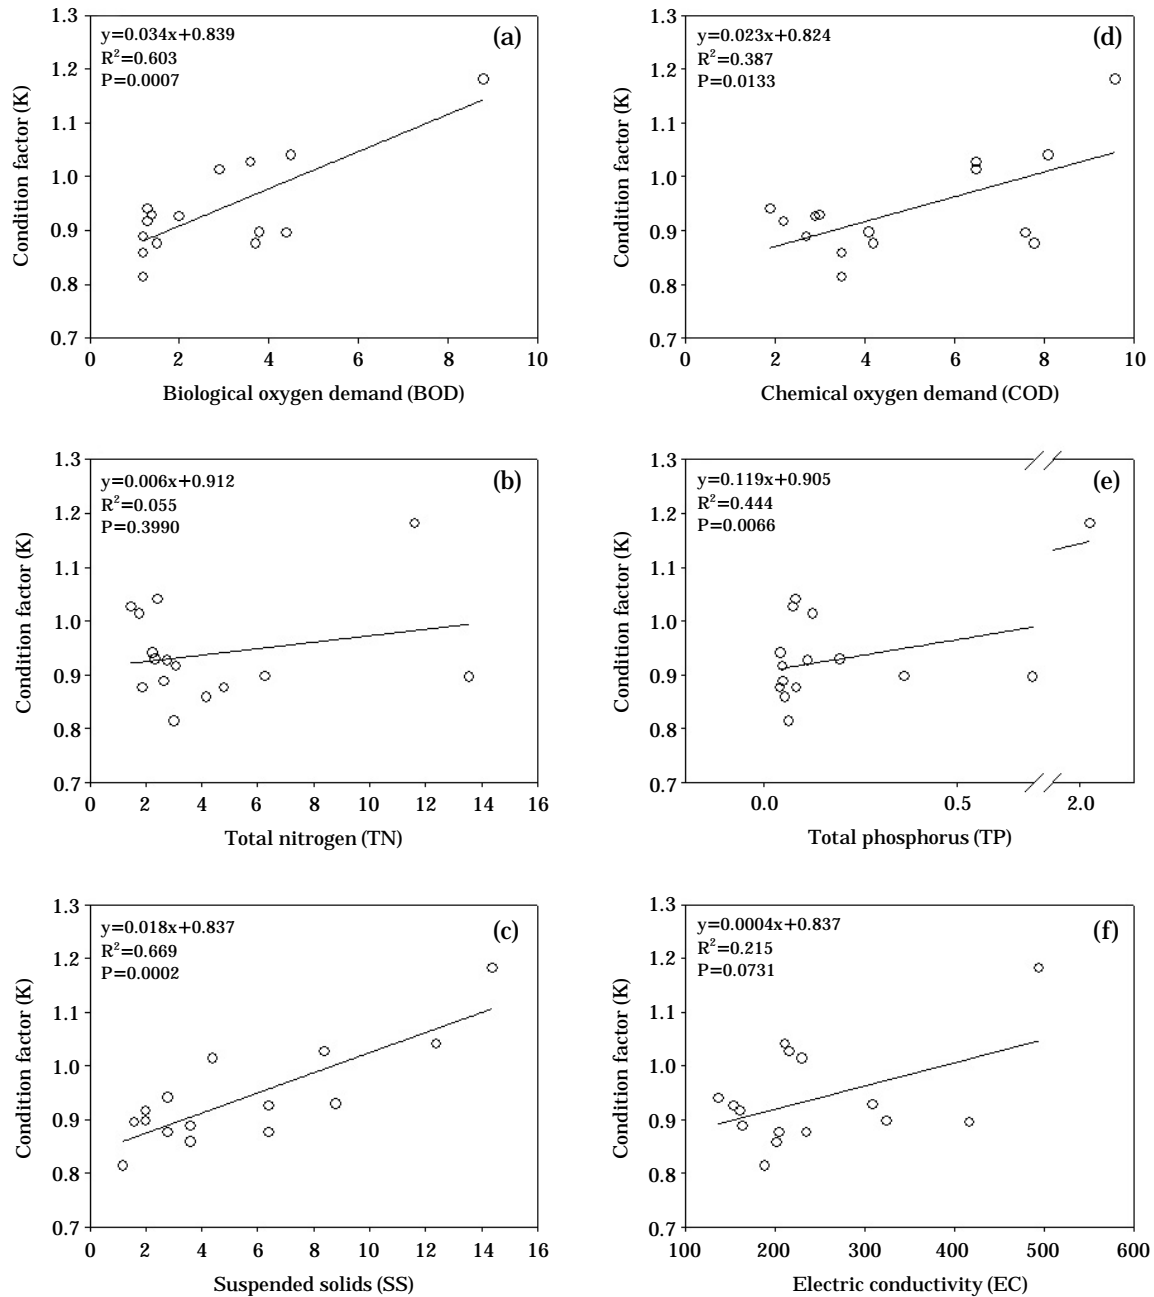 1.3
1.2
1.1
1.0
0.9
0.8
0.7
Condition factor (K)
y=0.034x+0.839
R²=0.603
P=0.0007
(a)
0 2 4 6 8 10
Biological oxygen demand (BOD)
1.3
1.2
1.1
1.0
0.9
0.8
0.7
Condition factor (K)
y=0.023x+0.824
R²=0.387
P=0.0133
(d)
0 2 4 6 8 10
Chemical oxygen demand (COD)
1.3
1.2
1.1
1.0
0.9
0.8
0.7
Condition factor (K)
y=0.006x+0.912
R²=0.055
P=0.3990
(b)
0 2 4 6 8 10 12 14 16
Total nitrogen (TN)
1.3
1.2
1.1
1.0
0.9
0.8
0.7
Condition factor (K)
y=0.119x+0.905
R²=0.444
P=0.0066
(e)
0.0 0.5 2.0
Total phosphorus (TP)
1.3
1.2
1.1
1.0
0.9
0.8
0.7
Condition factor (K)
y=0.018x+0.837
R²=0.669
P=0.0002
(c)
0 2 4 6 8 10 12 14 16
Suspended solids (SS)
1.3
1.2
1.1
1.0
0.9
0.8
0.7
Condition factor (K)
y=0.0004x+0.837
R²=0.215
P=0.0731
(f)
100 200 300 400 500 600
Electric conductivity (EC)